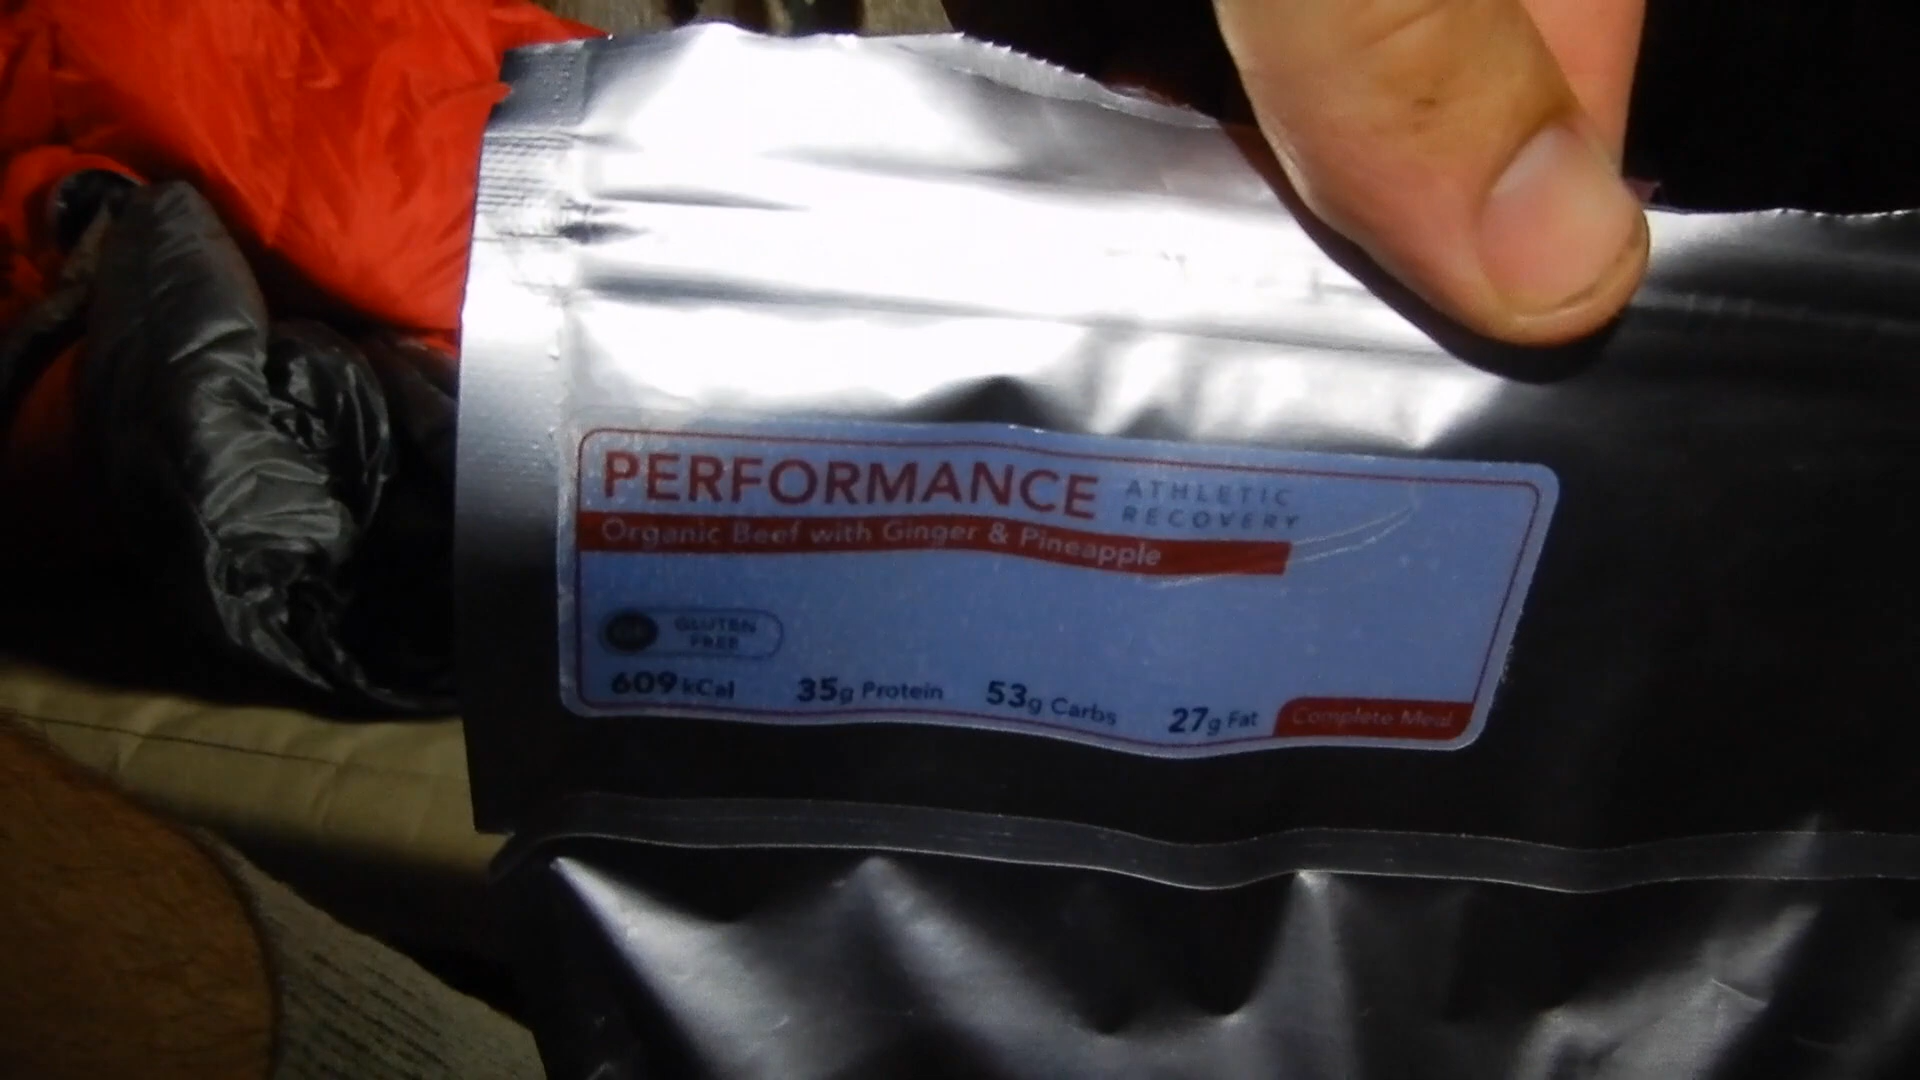 PERFORMANCE ATHLETIC
RECOVERY
Organic Beef with Ginger & Pineapple
GLUTEN
FREE
609 kCal 35g Protein 53g Carbs 27g Fat Complete Meal